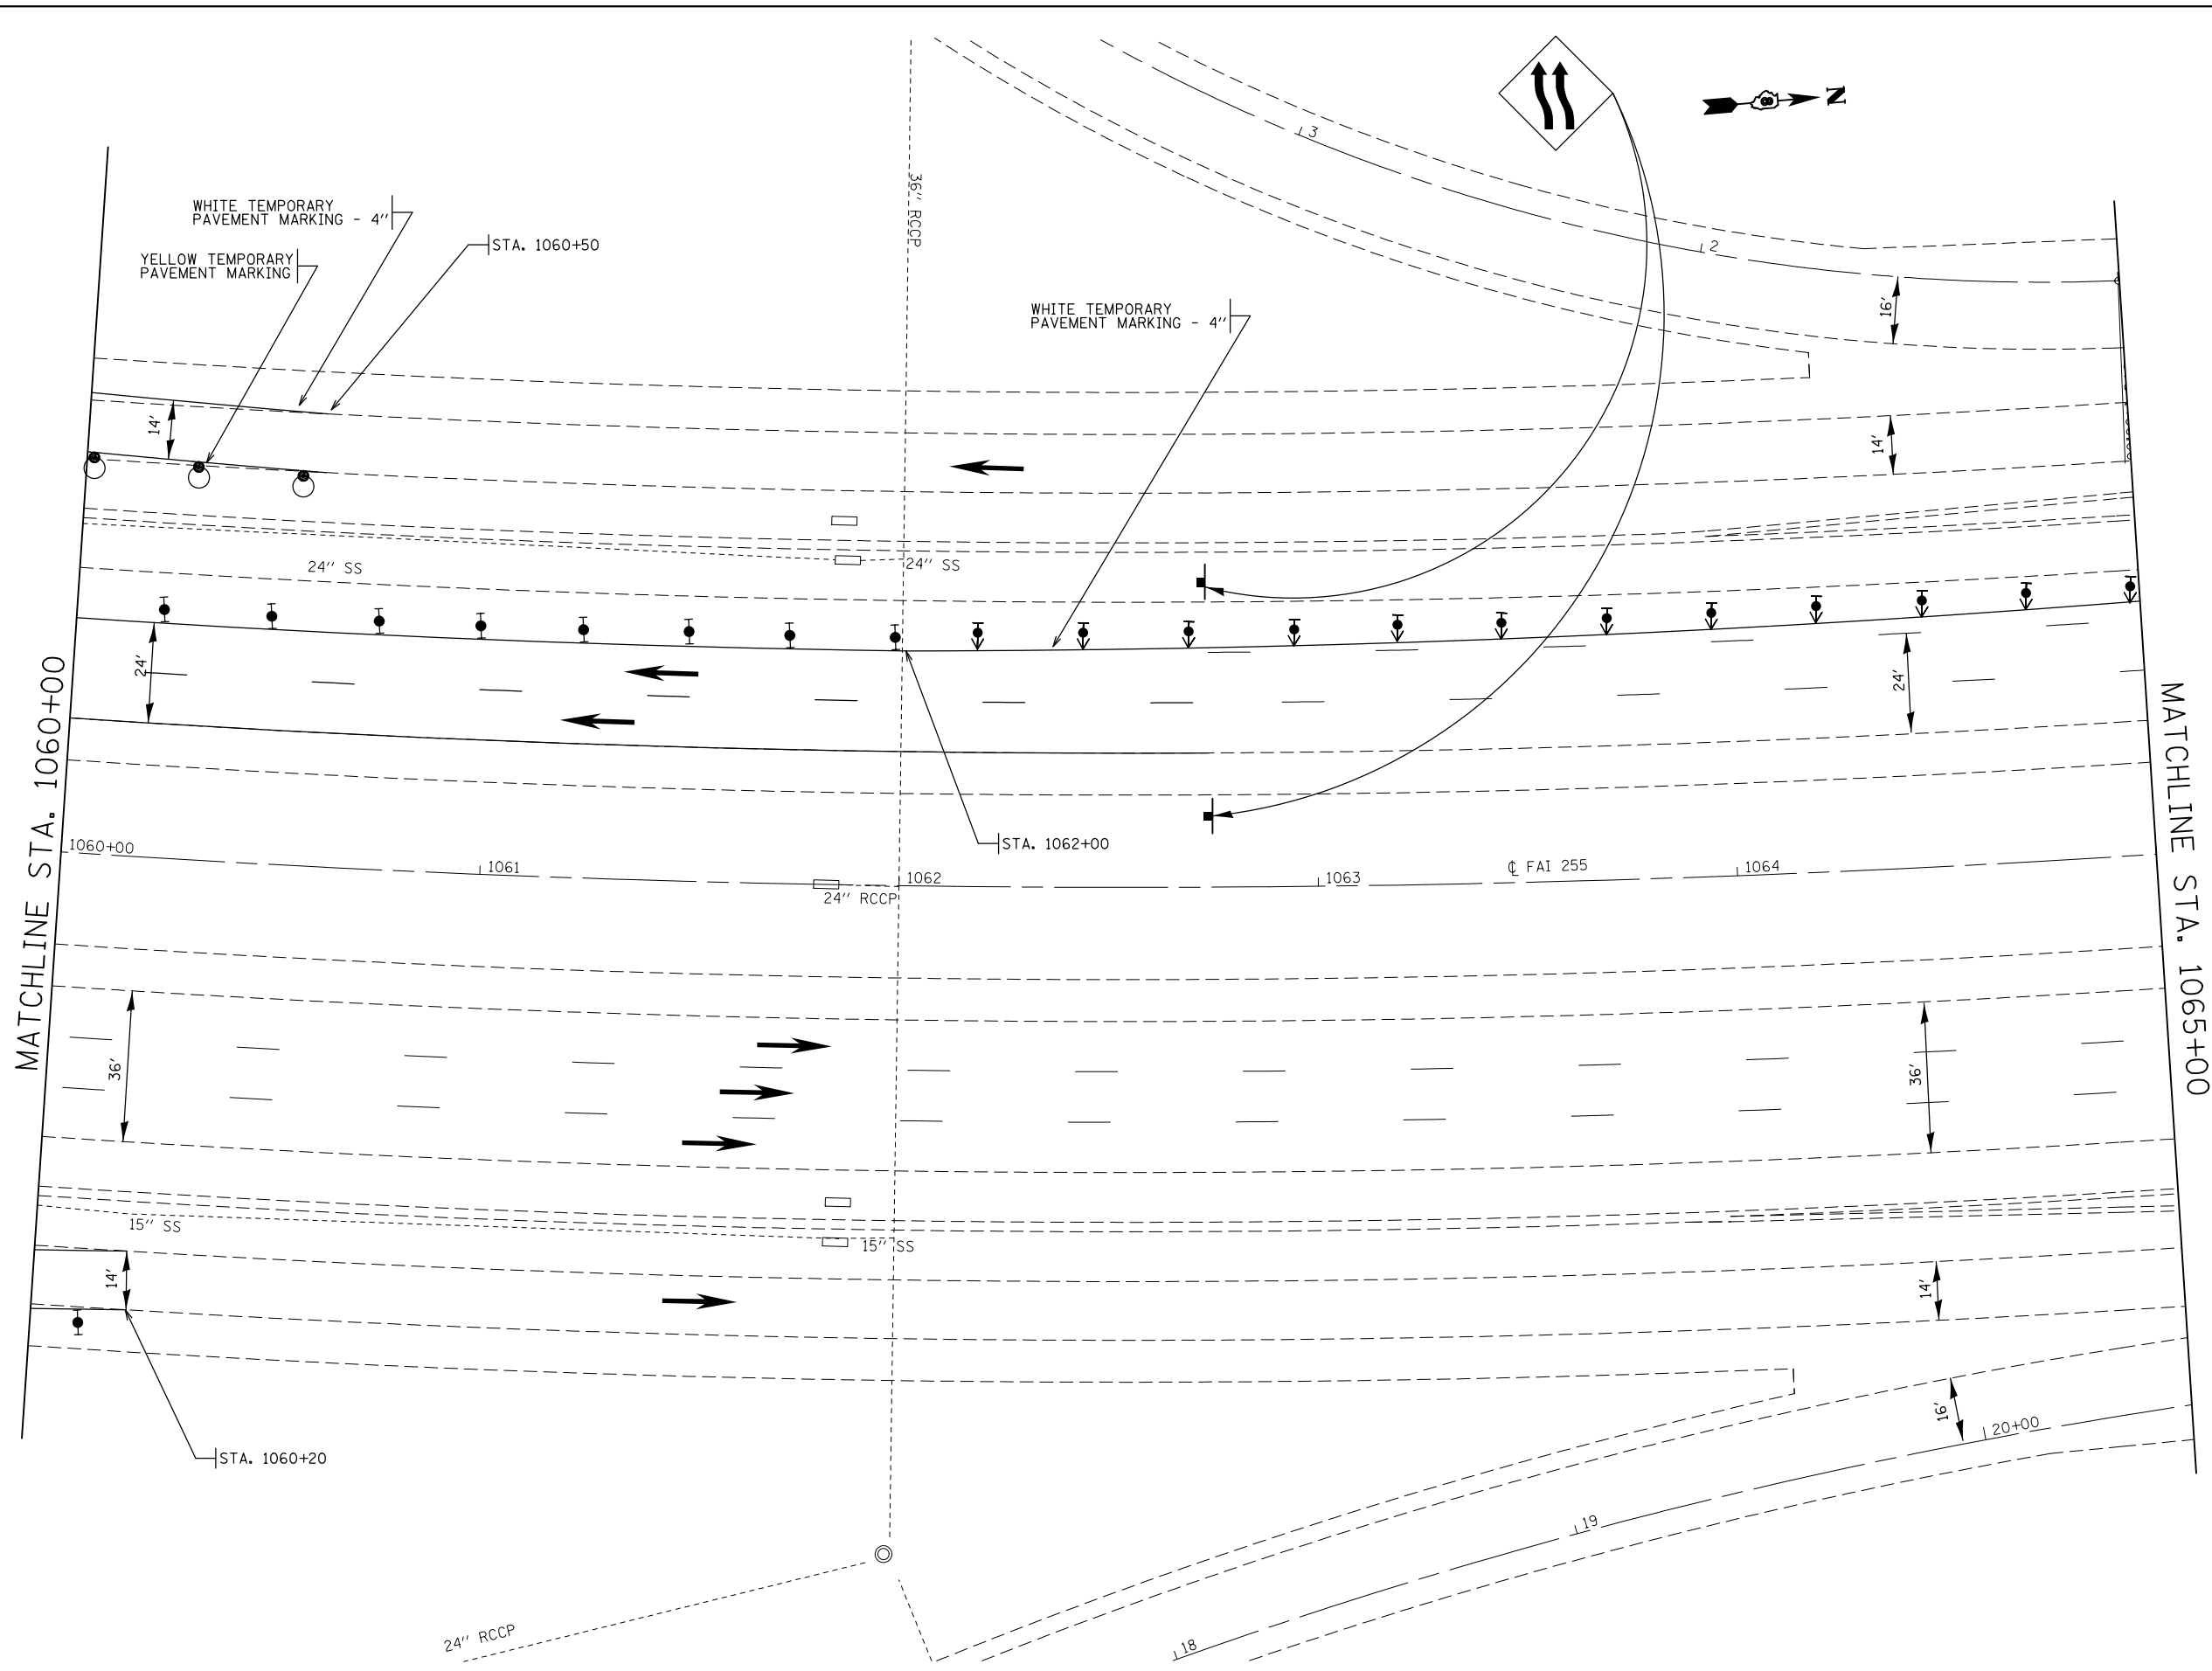 N
3
2
36'' RCCP
WHITE TEMPORARY
PAVEMENT MARKING - 4''
STA. 1060+50
YELLOW TEMPORARY
PAVEMENT MARKING
WHITE TEMPORARY
PAVEMENT MARKING - 4''
16'
14'
14'
24'' SS
24'' SS
24'
24'
MATCHLINE STA. 1060+00
MATCHLINE STA. 1065+00
STA. 1062+00
1060+00
1061
1062
1063
℄ FAI 255
1064
24'' RCCP
36'
36'
15'' SS
15'' SS
14'
14'
STA. 1060+20
16'
20+00
19
18
24'' RCCP